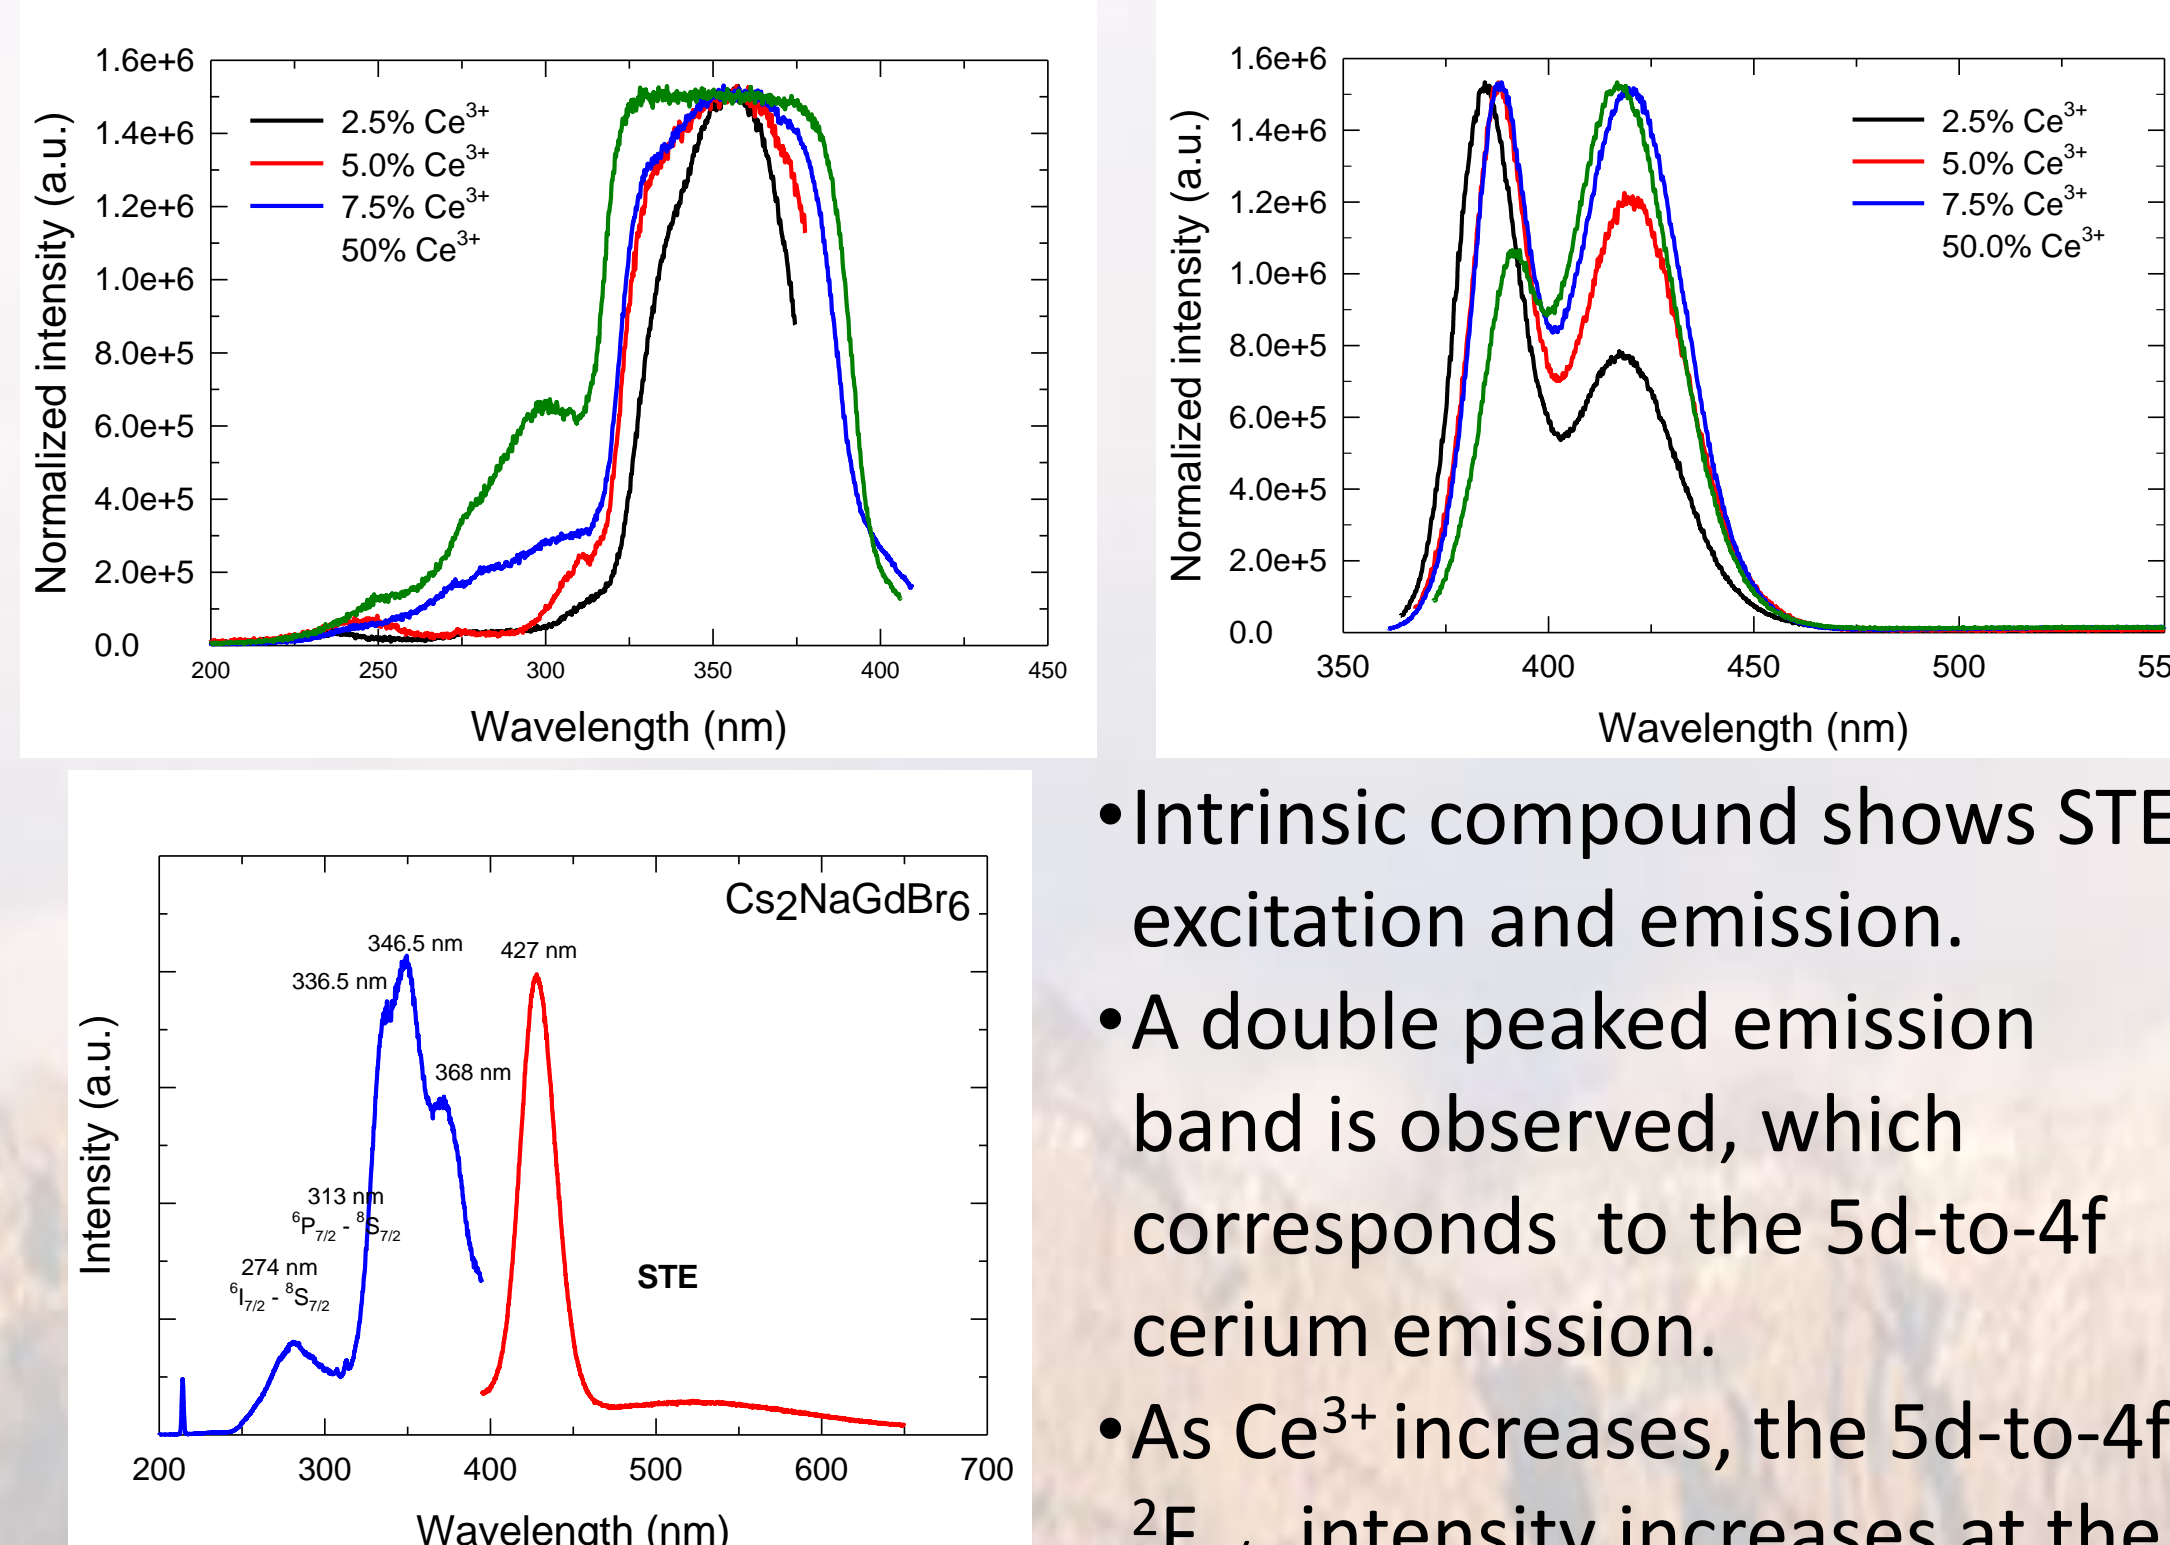 1.6e+6
1.4e+6
1.2e+6
1.0e+6
8.0e+5
6.0e+5
4.0e+5
2.0e+5
0.0
Normalized intensity (a.u.)
2.5% Ce³⁺
5.0% Ce³⁺
7.5% Ce³⁺
50% Ce³⁺
200 250 300 350 400 450
Wavelength (nm)
1.6e+6
1.4e+6
1.2e+6
1.0e+6
8.0e+5
6.0e+5
4.0e+5
2.0e+5
0.0
Normalized intensity (a.u.)
2.5% Ce³⁺
5.0% Ce³⁺
7.5% Ce³⁺
50.0% Ce³⁺
350 400 450 500 55
Wavelength (nm)
Cs2NaGdBr6
346.5 nm
427 nm
336.5 nm
368 nm
313 nm
⁶P7/2 - ⁸S7/2
274 nm
⁶I7/2 - ⁸S7/2
STE
Intensity (a.u.)
200 300 400 500 600 700
Wavelength (nm)
•Intrinsic compound shows STE
excitation and emission.
•A double peaked emission
band is observed, which
corresponds to the 5d-to-4f
cerium emission.
•As Ce³⁺ increases, the 5d-to-4f
²F intensity increases at the